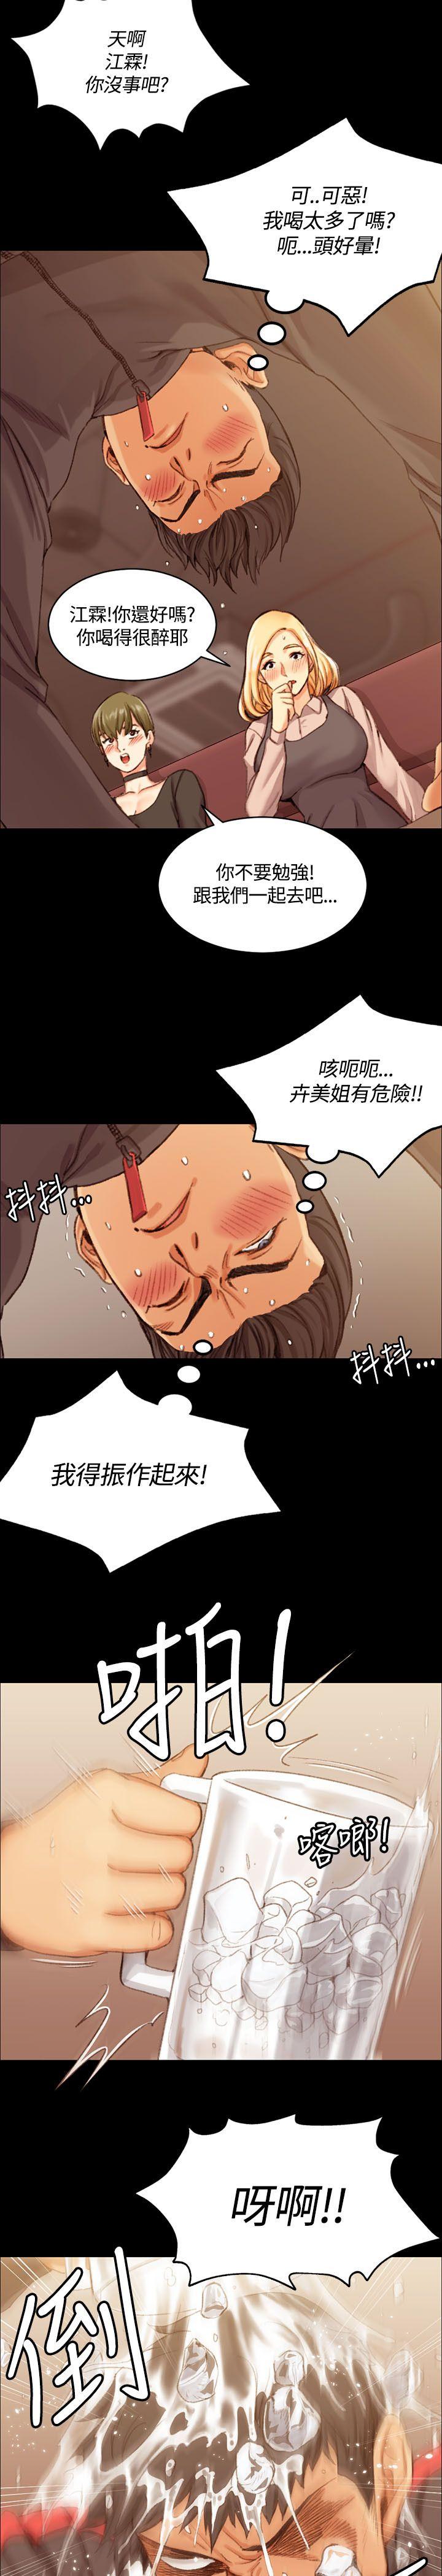 天啊
江霖!
你沒事吧?
可..可惡!
我喝太多了嗎?
呃...頭好暈!
江霖!你還好嗎?
你喝得很醉耶
你不要勉強!
跟我們一起去吧...
咳呃呃...
卉美姐有危險!!
抖抖...
抖抖...
我得振作起來!
啪!
喀啷!
呀啊!!
倒